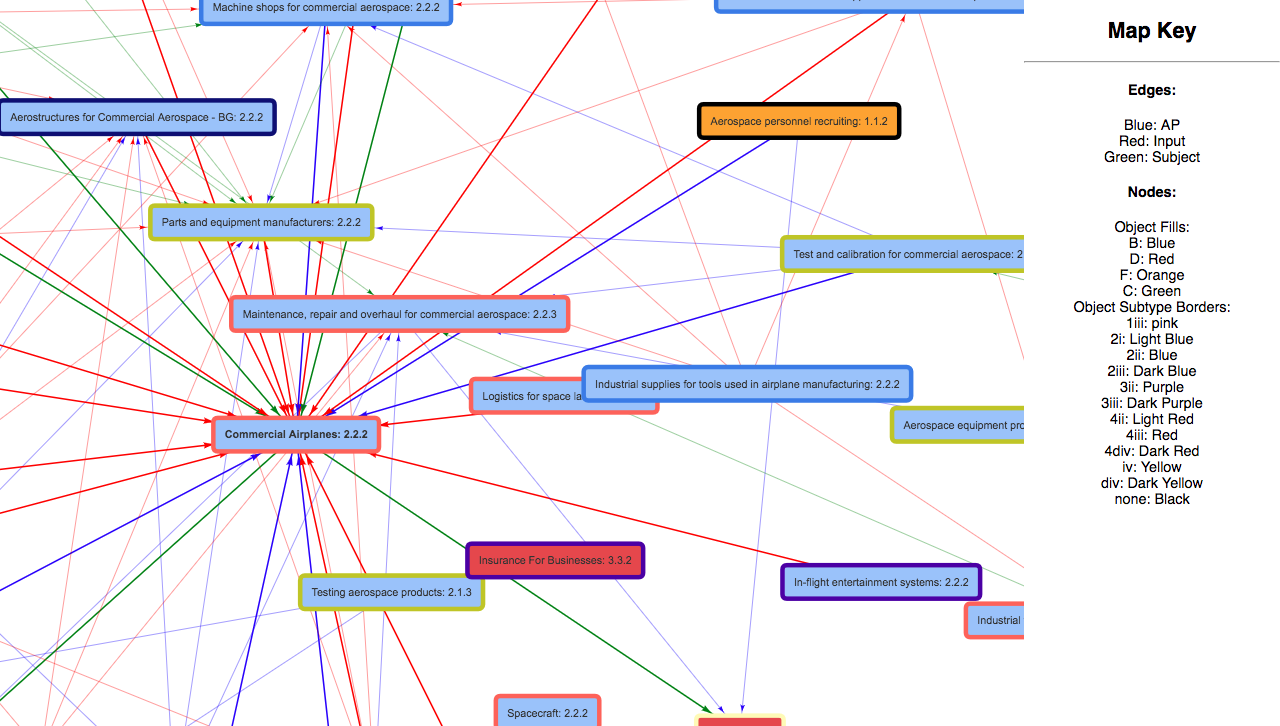 Machine shops for commercial aerospace: 2.2.2
Aerostructures for Commercial Aerospace - BG: 2.2.2
Aerospace personnel recruiting: 1.1.2
Parts and equipment manufacturers: 2.2.2
Test and calibration for commercial aerospace: 2
Maintenance, repair and overhaul for commercial aerospace: 2.2.3
Industrial supplies for tools used in airplane manufacturing: 2.2.2
Logistics for space la
Aerospace equipment pro
Commercial Airplanes: 2.2.2
Insurance For Businesses: 3.3.2
Testing aerospace products: 2.1.3
In-flight entertainment systems: 2.2.2
Industrial
Spacecraft: 2.2.2
Map Key
Edges:
Blue: AP
Red: Input
Green: Subject
Nodes:
Object Fills:
B: Blue
D: Red
F: Orange
C: Green
Object Subtype Borders:
1iii: pink
2i: Light Blue
2ii: Blue
2iii: Dark Blue
3ii: Purple
3iii: Dark Purple
4ii: Light Red
4iii: Red
4div: Dark Red
iv: Yellow
div: Dark Yellow
none: Black